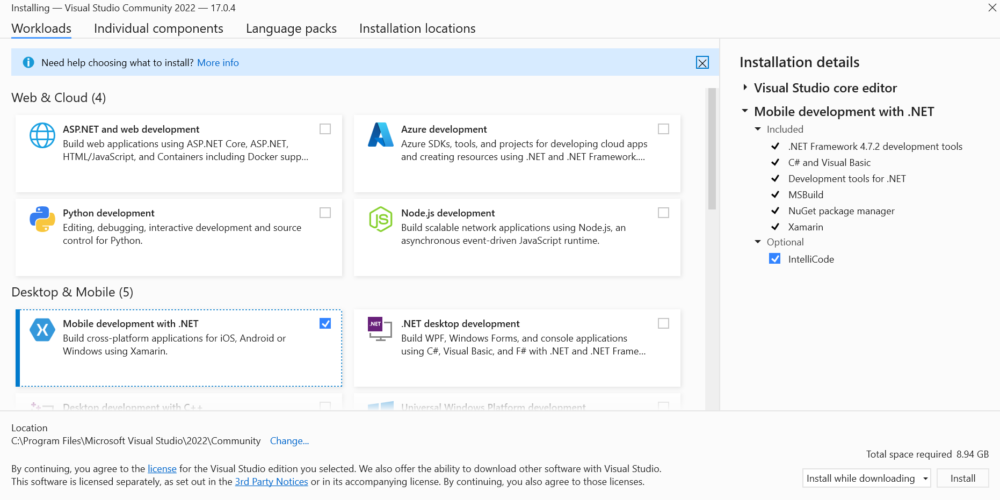 Installing — Visual Studio Community 2022 — 17.0.4
Workloads
Individual components
Language packs
Installation locations
Need help choosing what to install? More info
Web & Cloud (4)
ASP.NET and web development
Build web applications using ASP.NET Core, ASP.NET,
HTML/JavaScript, and Containers including Docker supp...
Azure development
Azure SDKs, tools, and projects for developing cloud apps
and creating resources using .NET and .NET Framework....
Python development
Editing, debugging, interactive development and source
control for Python.
JS
Node.js development
Build scalable network applications using Node.js, an
asynchronous event-driven JavaScript runtime.
Desktop & Mobile (5)
Mobile development with .NET
Build cross-platform applications for iOS, Android or
Windows using Xamarin.
.NET
.NET desktop development
Build WPF, Windows Forms, and console applications
using C#, Visual Basic, and F# with .NET and .NET Frame...
Desktop development with C++
Universal Windows Platform development
Installation details
Visual Studio core editor
Mobile development with .NET
Included
.NET Framework 4.7.2 development tools
C# and Visual Basic
Development tools for .NET
MSBuild
NuGet package manager
Xamarin
Optional
IntelliCode
Location
C:\Program Files\Microsoft Visual Studio\2022\Community Change...
By continuing, you agree to the license for the Visual Studio edition you selected. We also offer the ability to download other software with Visual Studio.
This software is licensed separately, as set out in the 3rd Party Notices or in its accompanying license. By continuing, you also agree to those licenses.
Total space required 8.94 GB
Install while downloading
Install